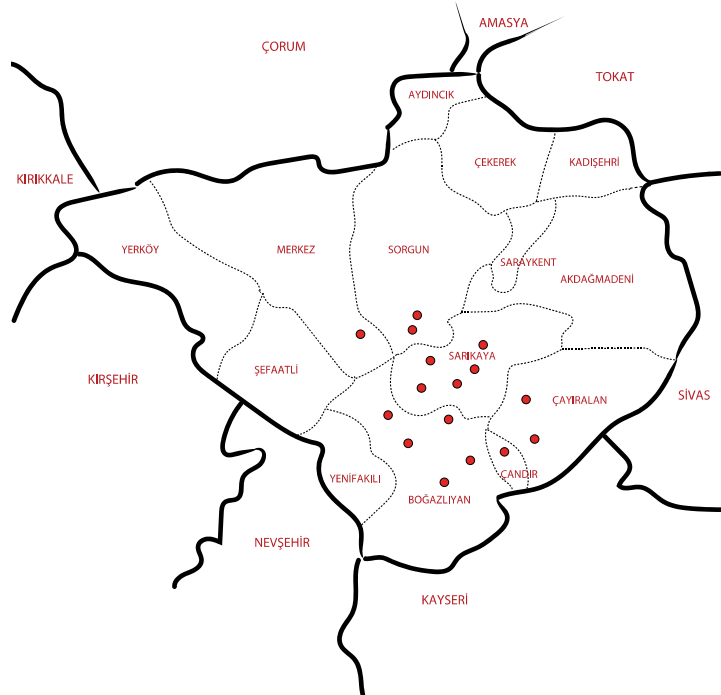 AMASYA
ÇORUM
TOKAT
AYDINCIK
ÇEKEREK
KADIŞEHRİ
KIRIKKALE
YERKÖY
MERKEZ
SORGUN
SARAYKENT
AKDAĞMADENİ
KIRŞEHİR
ŞEFAATLİ
SARIKAYA
SİVAS
ÇAYIRALAN
YENİFAKILI
ÇANDIR
BOĞAZLIYAN
NEVŞEHİR
KAYSERİ